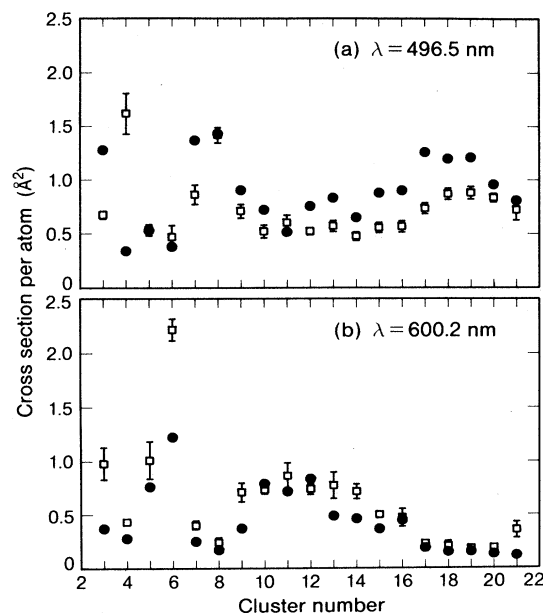 2.5
(a) λ = 496.5 nm
2.0
1.5
1.0
0.5
0
Cross section per atom (Å²)
2.5
(b) λ = 600.2 nm
2.0
1.5
1.0
0.5
0
2 4 6 8 10 12 14 16 18 20 22
Cluster number